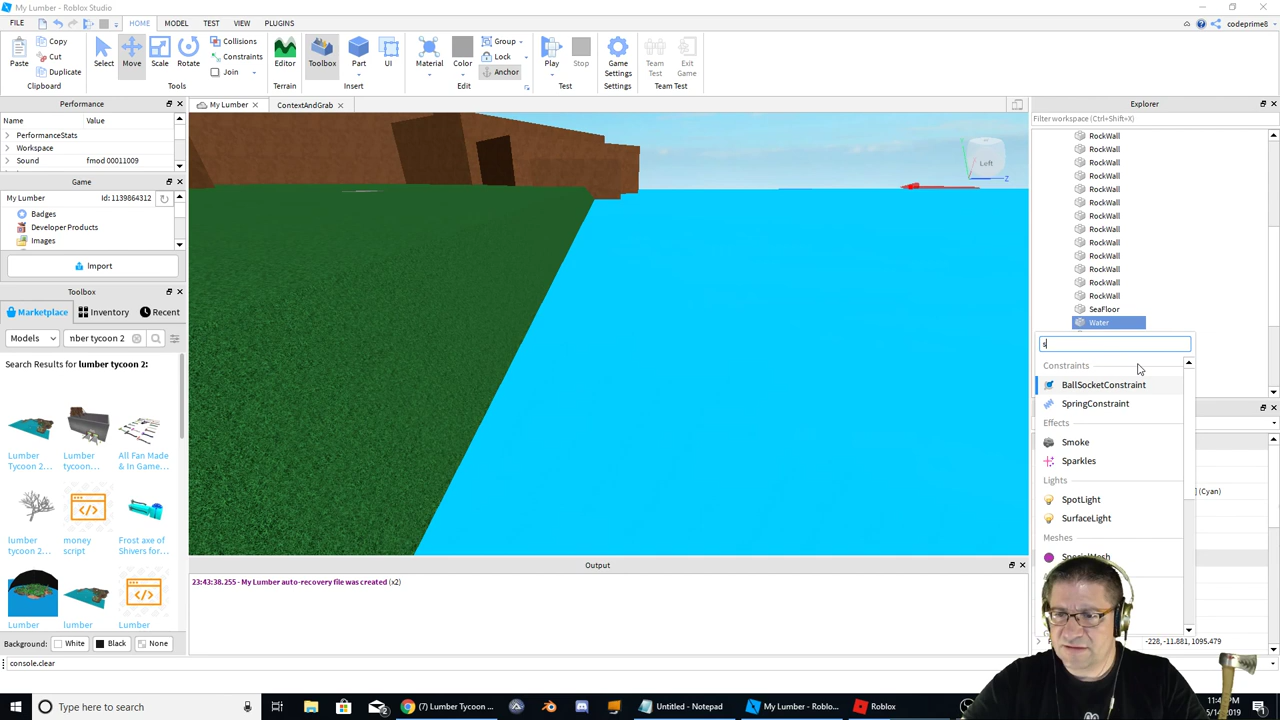 My Lumber - Roblox Studio
FILE HOME MODEL TEST VIEW PLUGINS codeprime8
Paste Copy Cut Duplicate Select Move Scale Rotate Collisions Constraints Join Editor Toolbox Part UI Material Color Group Lock Anchor Play Stop Game Settings Team Test Exit Game
Clipboard Tools Terrain Insert Edit Test Settings Team Test
Performance
Name Value
PerformanceStats
Workspace
Sound fmod 00011009
Game
My Lumber Id: 1139864312
Badges
Developer Products
Images
Import
Toolbox
Marketplace Inventory Recent
Models nber tycoon 2
Search Results for lumber tycoon 2:
Lumber Tycoon 2...
Lumber tycoon...
All Fan Made & In Game...
lumber tycoon 2...
money script
Frost axe of Shivers for...
Lumber
lumber
Lumber
Background: White Black None
console.clear
My Lumber ContextAndGrab
Left
Z
Output
23:43:38.255 - My Lumber auto-recovery file was created (x2)
Explorer
Filter workspace (Ctrl+Shift+X)
RockWall
RockWall
RockWall
RockWall
RockWall
RockWall
RockWall
RockWall
RockWall
RockWall
RockWall
RockWall
RockWall
SeaFloor
Water
s
Constraints
BallSocketConstraint
SpringConstraint
Effects
Smoke
Sparkles
Lights
SpotLight
SurfaceLight
Meshes
SpecialMesh
] (Cyan)
-228, -11.881, 1095.479
Type here to search
(7) Lumber Tycoon ...
Untitled - Notepad
My Lumber - Roblo...
Roblox